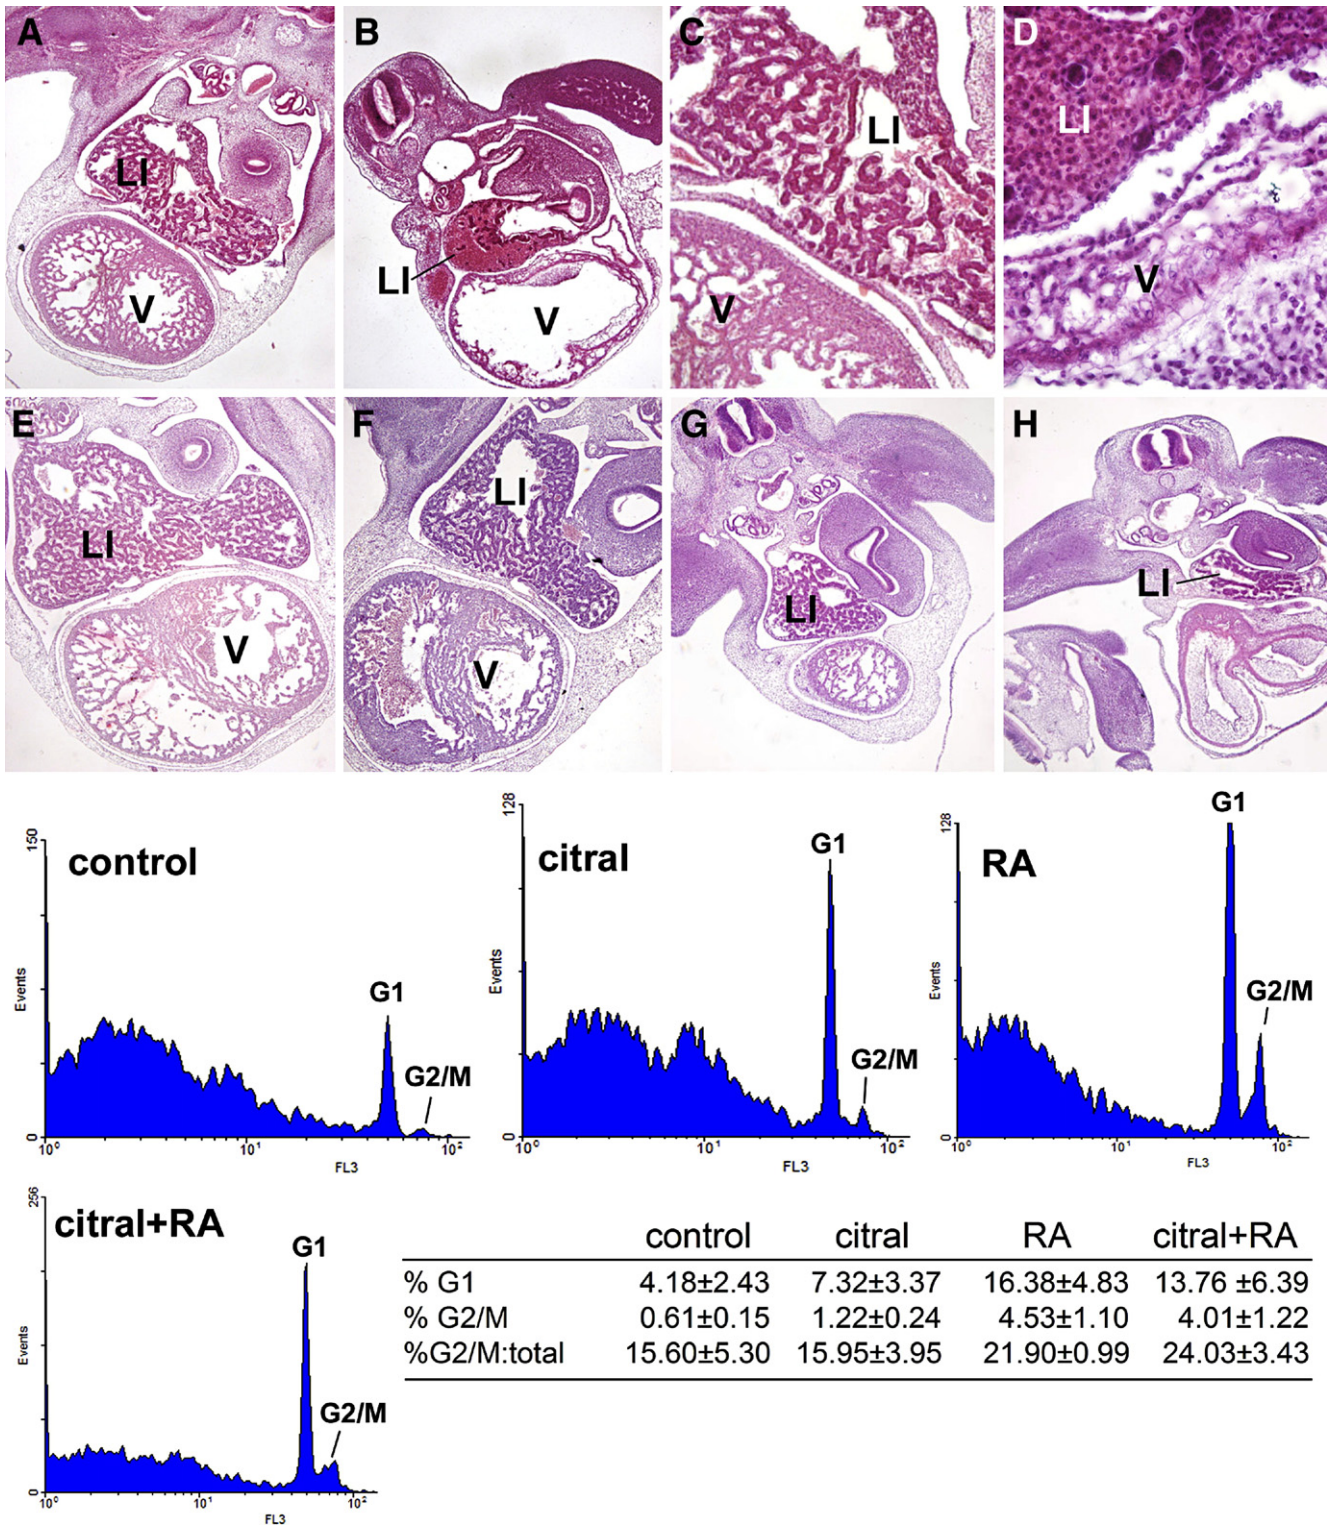 A
B
C
D
LI
V
LI
V
LI
V
LI
V
E
F
G
H
LI
V
LI
V
LI
LI
control
150
Events
0
G1
G2/M
10⁰
10¹
10²
FL3
citral
128
Events
0
G1
G2/M
10⁰
10¹
10²
FL3
RA
128
Events
0
G1
G2/M
10⁰
10¹
10²
FL3
citral+RA
256
Events
0
G1
G2/M
10⁰
10¹
10²
FL3
control citral RA citral+RA
% G1 4.18±2.43 7.32±3.37 16.38±4.83 13.76 ±6.39
% G2/M 0.61±0.15 1.22±0.24 4.53±1.10 4.01±1.22
%G2/M:total 15.60±5.30 15.95±3.95 21.90±0.99 24.03±3.43